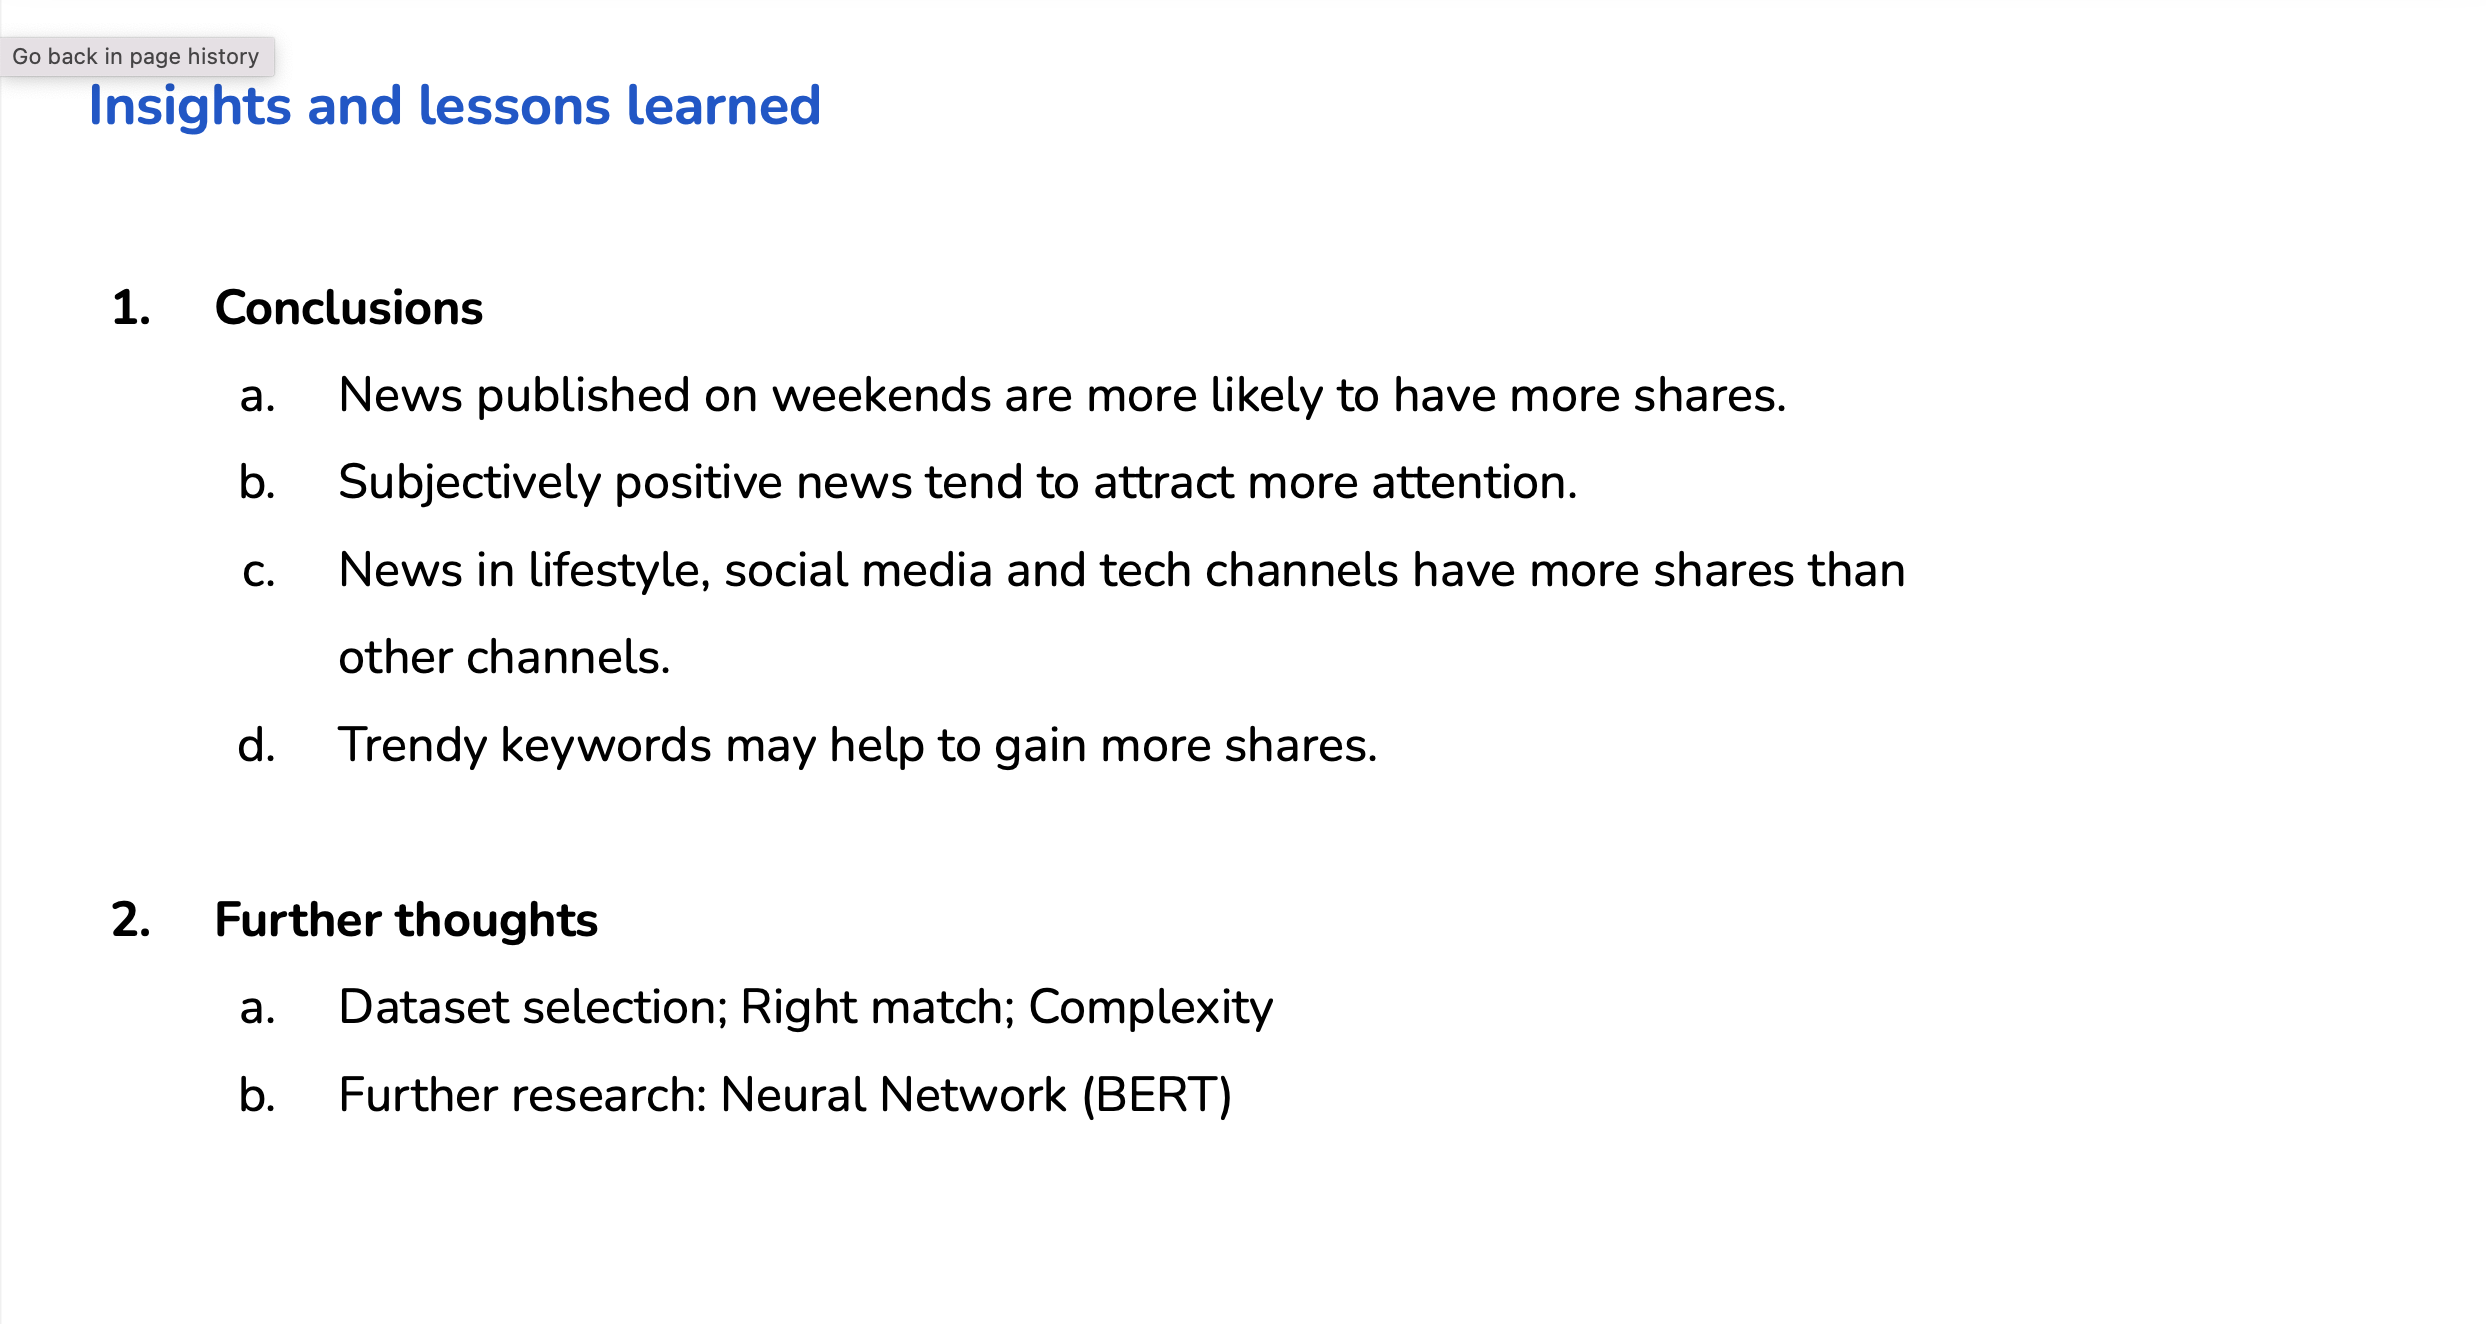 Go back in page history
Insights and lessons learned
1. Conclusions
a. News published on weekends are more likely to have more shares.
b. Subjectively positive news tend to attract more attention.
c. News in lifestyle, social media and tech channels have more shares than
other channels.
d. Trendy keywords may help to gain more shares.
2. Further thoughts
a. Dataset selection; Right match; Complexity
b. Further research: Neural Network (BERT)